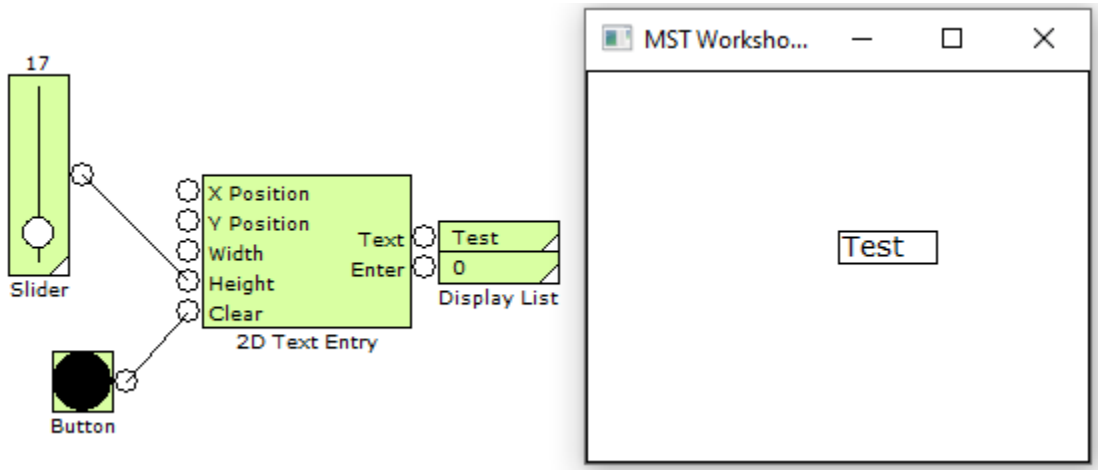 17
Slider
Button
X Position
Y Position
Width
Height
Clear
Text
Enter
2D Text Entry
Test
0
Display List
MST Worksho...
Test